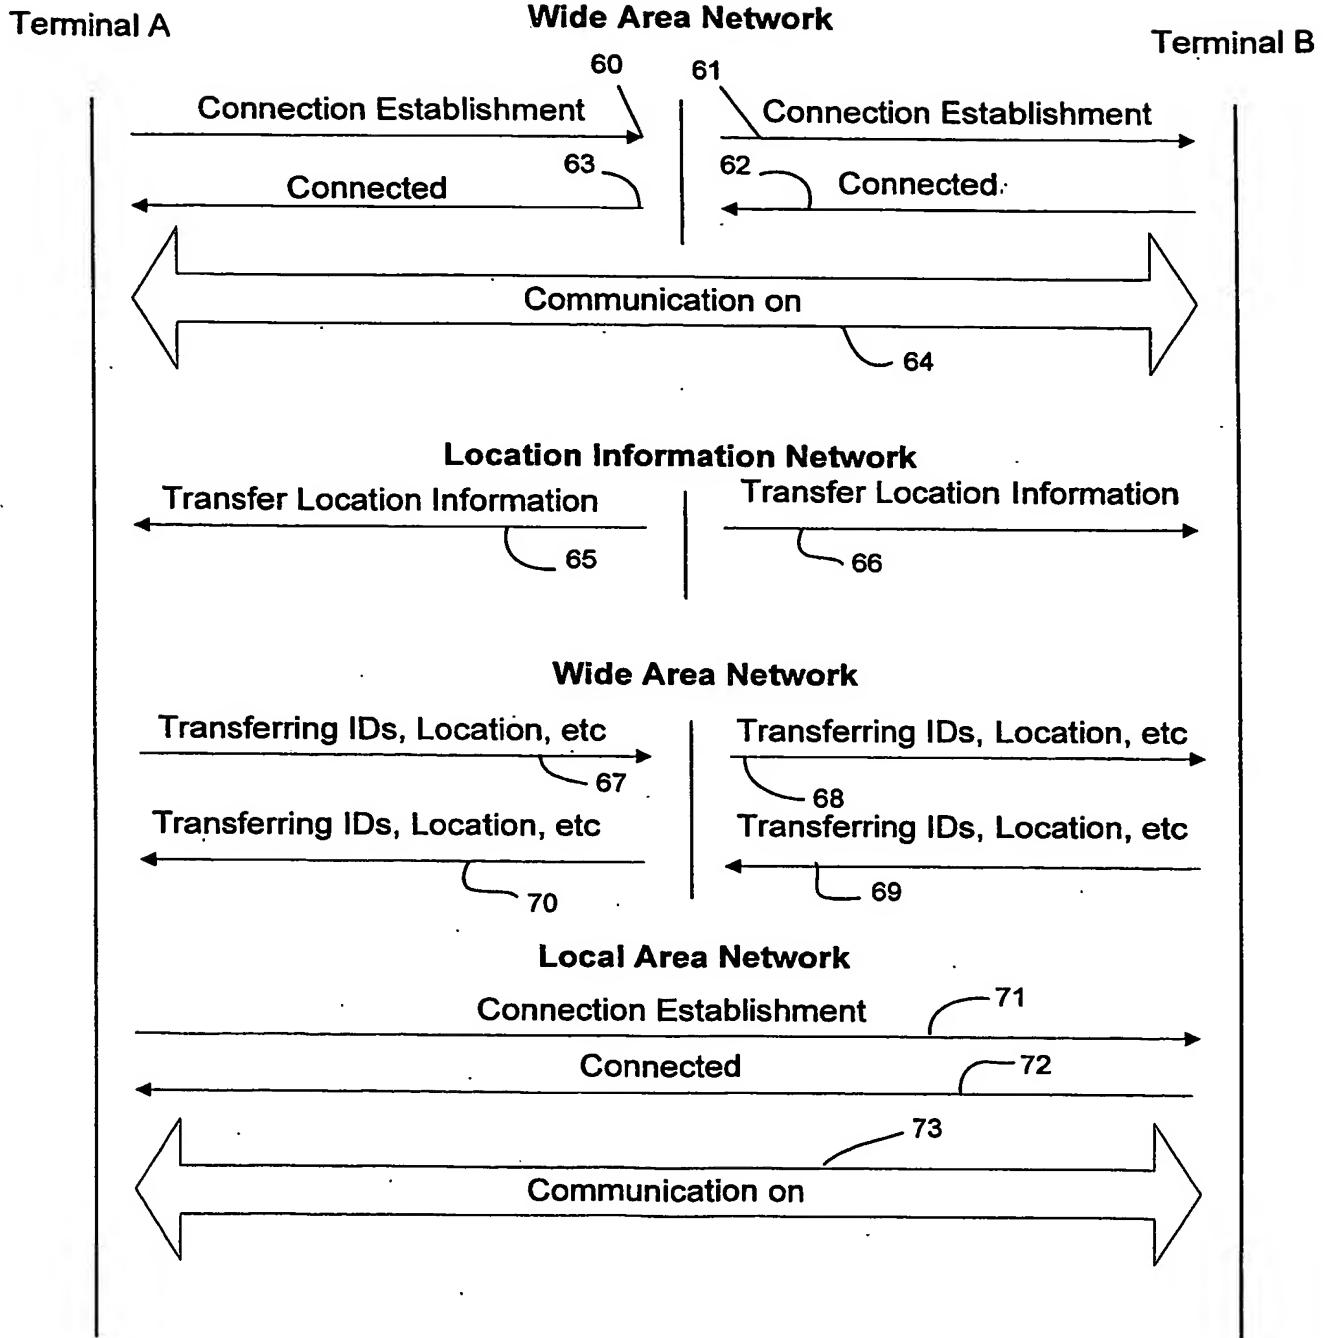 Terminal A
Wide Area Network
Terminal B
60
61
Connection Establishment
Connection Establishment
63
62
Connected
Connected
Communication on
64
Location Information Network
Transfer Location Information
Transfer Location Information
65
66
Wide Area Network
Transferring IDs, Location, etc
Transferring IDs, Location, etc
67
68
Transferring IDs, Location, etc
Transferring IDs, Location, etc
70
69
Local Area Network
Connection Establishment
71
Connected
72
73
Communication on